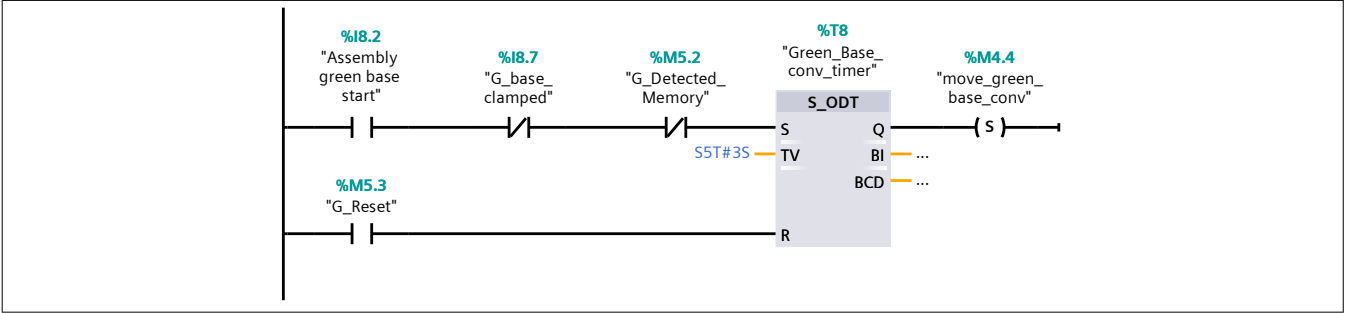 %I8.2
"Assembly
green base
start"
%I8.7
"G_base_
clamped"
%M5.2
"G_Detected_
Memory"
%T8
"Green_Base_
conv_timer"
%M4.4
"move_green_
base_conv"
S_ODT
S Q
( S )
S5T#3S TV BI ...
BCD ...
%M5.3
"G_Reset"
R